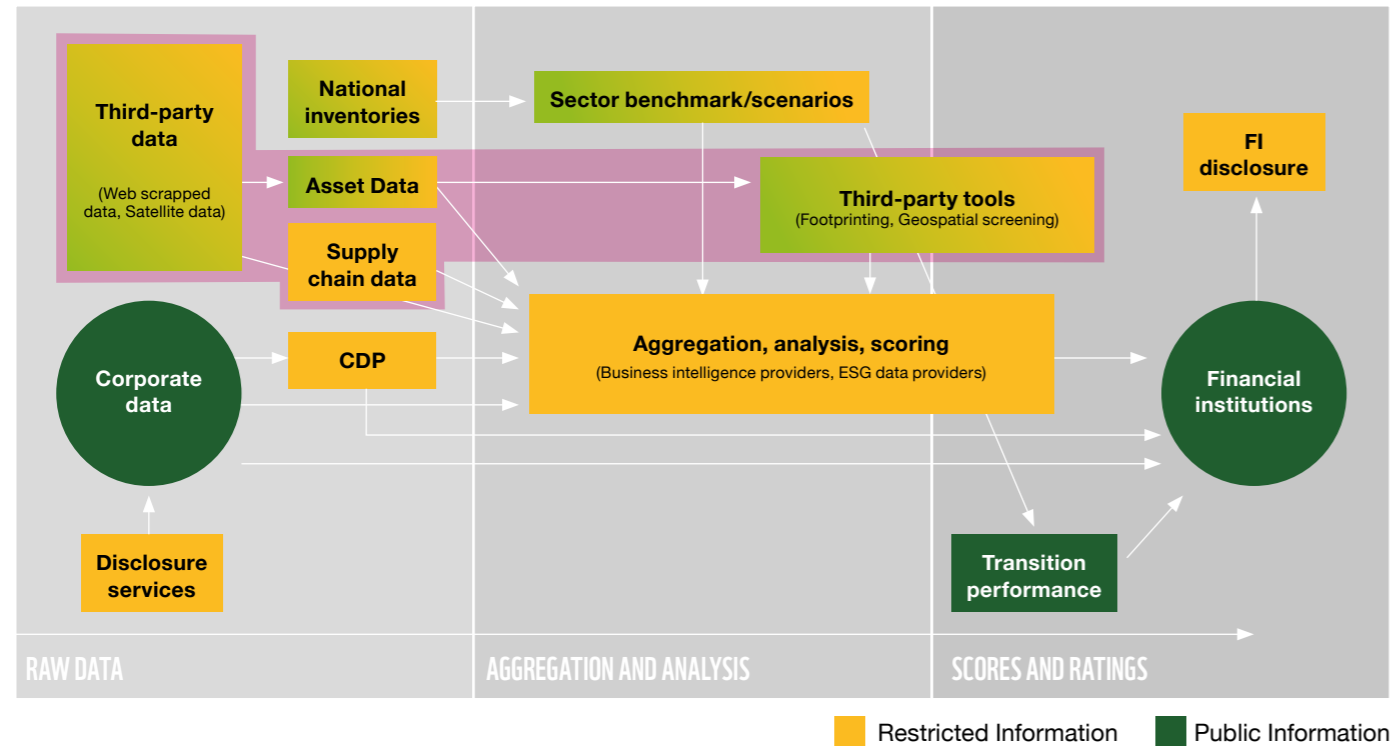 Third-party
data
(Web scrapped
data, Satellite data)
National
inventories
Asset Data
Supply
chain data
Corporate
data
CDP
Disclosure
services
Sector benchmark/scenarios
Third-party tools
(Footprinting, Geospatial screening)
Aggregation, analysis, scoring
(Business intelligence providers, ESG data providers)
FI
disclosure
Financial
institutions
Transition
performance
RAW DATA
AGGREGATION AND ANALYSIS
SCORES AND RATINGS
Restricted Information
Public Information